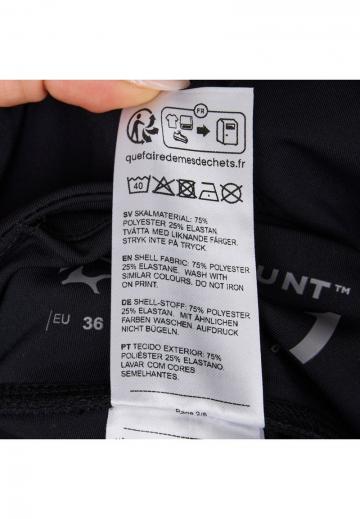 FR
quefairedemesdechets.fr
40
SV SKALMATERIAL: 75%
POLYESTER 25% ELASTAN.
TVÄTTA MED LIKNANDE FÄRGER.
STRYK INTE PÅ TRYCK.
EN SHELL FABRIC: 75% POLYESTER
25% ELASTANE. WASH WITH
SIMILAR COLOURS. DO NOT IRON
ON PRINT.
DE SHELL-STOFF: 75% POLYESTER
25% ELASTAN. MIT ÄHNLICHEN
FARBEN WASCHEN. AUFDRUCK
NICHT BÜGELN.
PT TECIDO EXTERIOR: 75%
POLIÉSTER 25% ELASTANO.
LAVAR COM CORES
SEMELHANTES.
UNT™
EU 36